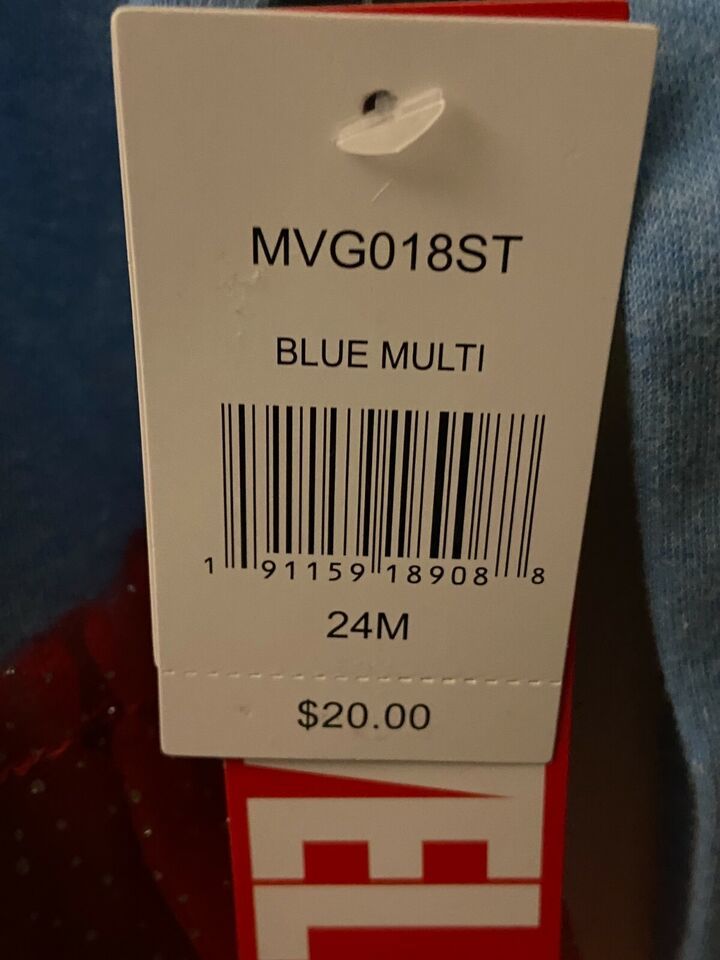 MVG018ST
BLUE MULTI
1 91159 18908 8
24M
$20.00